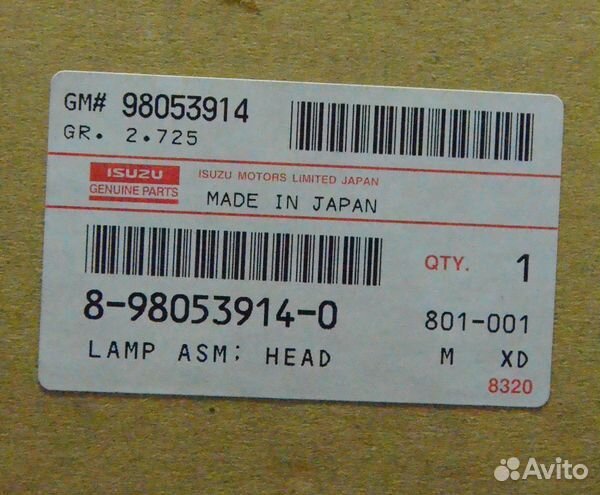 GM# 98053914
GR. 2.725
ISUZU
GENUINE PARTS
ISUZU MOTORS LIMITED JAPAN
MADE IN JAPAN
QTY. 1
8-98053914-0
801-001
LAMP ASM; HEAD
M XD
8320
Avito